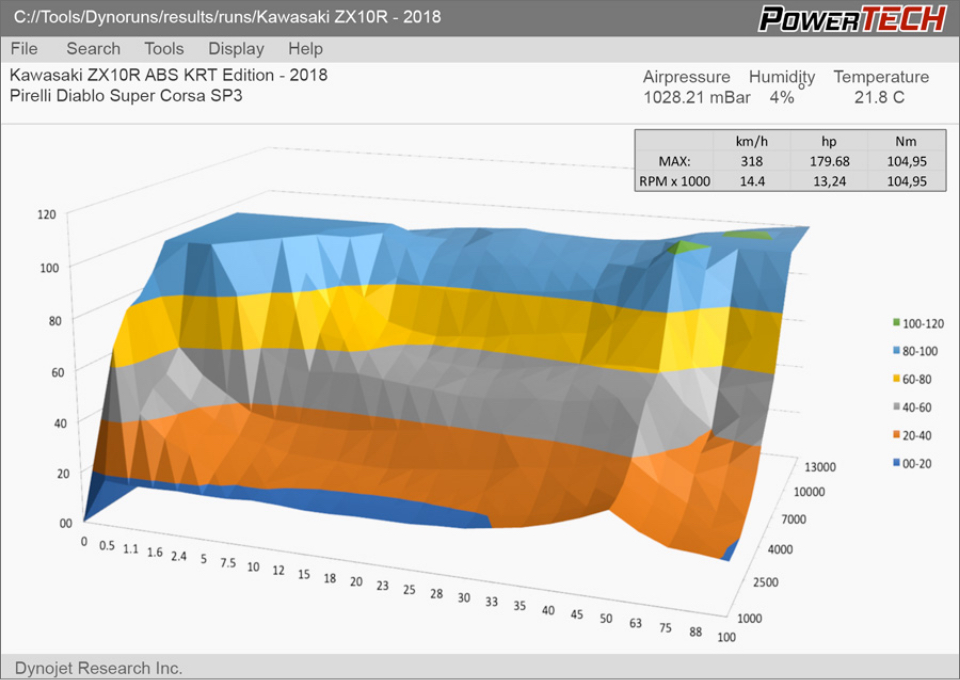 C://Tools/Dynoruns/results/runs/Kawasaki ZX10R - 2018
POWERTECH
File Search Tools Display Help
Kawasaki ZX10R ABS KRT Edition - 2018
Pirelli Diablo Super Corsa SP3
Airpressure Humidity Temperature
1028.21 mBar 4% o 21.8 C
km/h hp Nm
MAX: 318 179.68 104,95
RPM x 1000 14.4 13,24 104,95
120
100
80
60
40
20
00
0 0.5 1.1 1.6 2.4 5 7.5 10 12 15 18 20 23 25 28 30 33 35 40 45 50 63 75 88 100
13000
10000
7000
4000
2500
1000
100-120
80-100
60-80
40-60
20-40
00-20
Dynojet Research Inc.